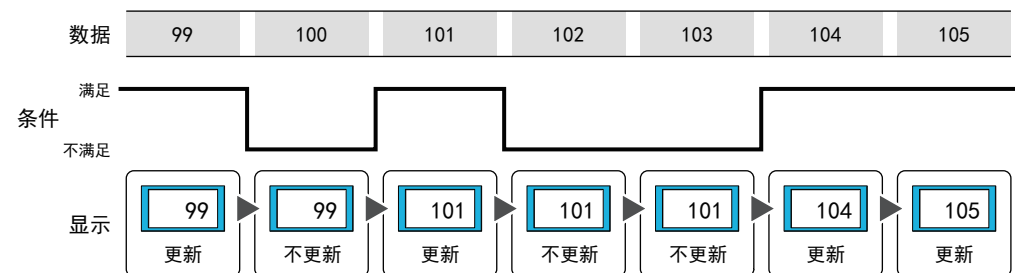 数据 99 100 101 102 103 104 105
满足
条件
不满足
显示 99 99 101 101 101 104 105
更新 不更新 更新 不更新 不更新 更新 更新